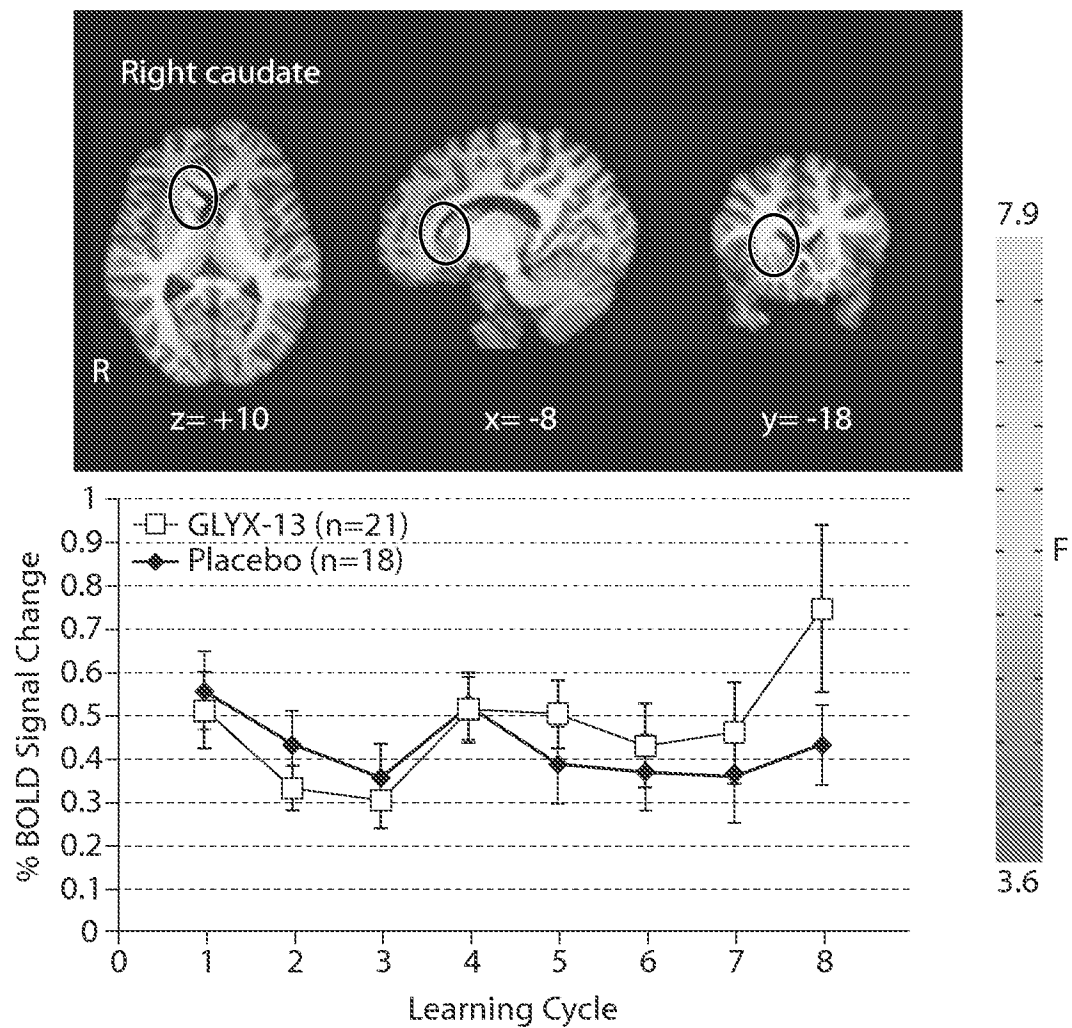 Right caudate
R
z= +10
x= -8
y= -18
7.9
F
3.6
GLYX-13 (n=21)
Placebo (n=18)
% BOLD Signal Change
1
0.9
0.8
0.7
0.6
0.5
0.4
0.3
0.2
0.1
0
0 1 2 3 4 5 6 7 8
Learning Cycle